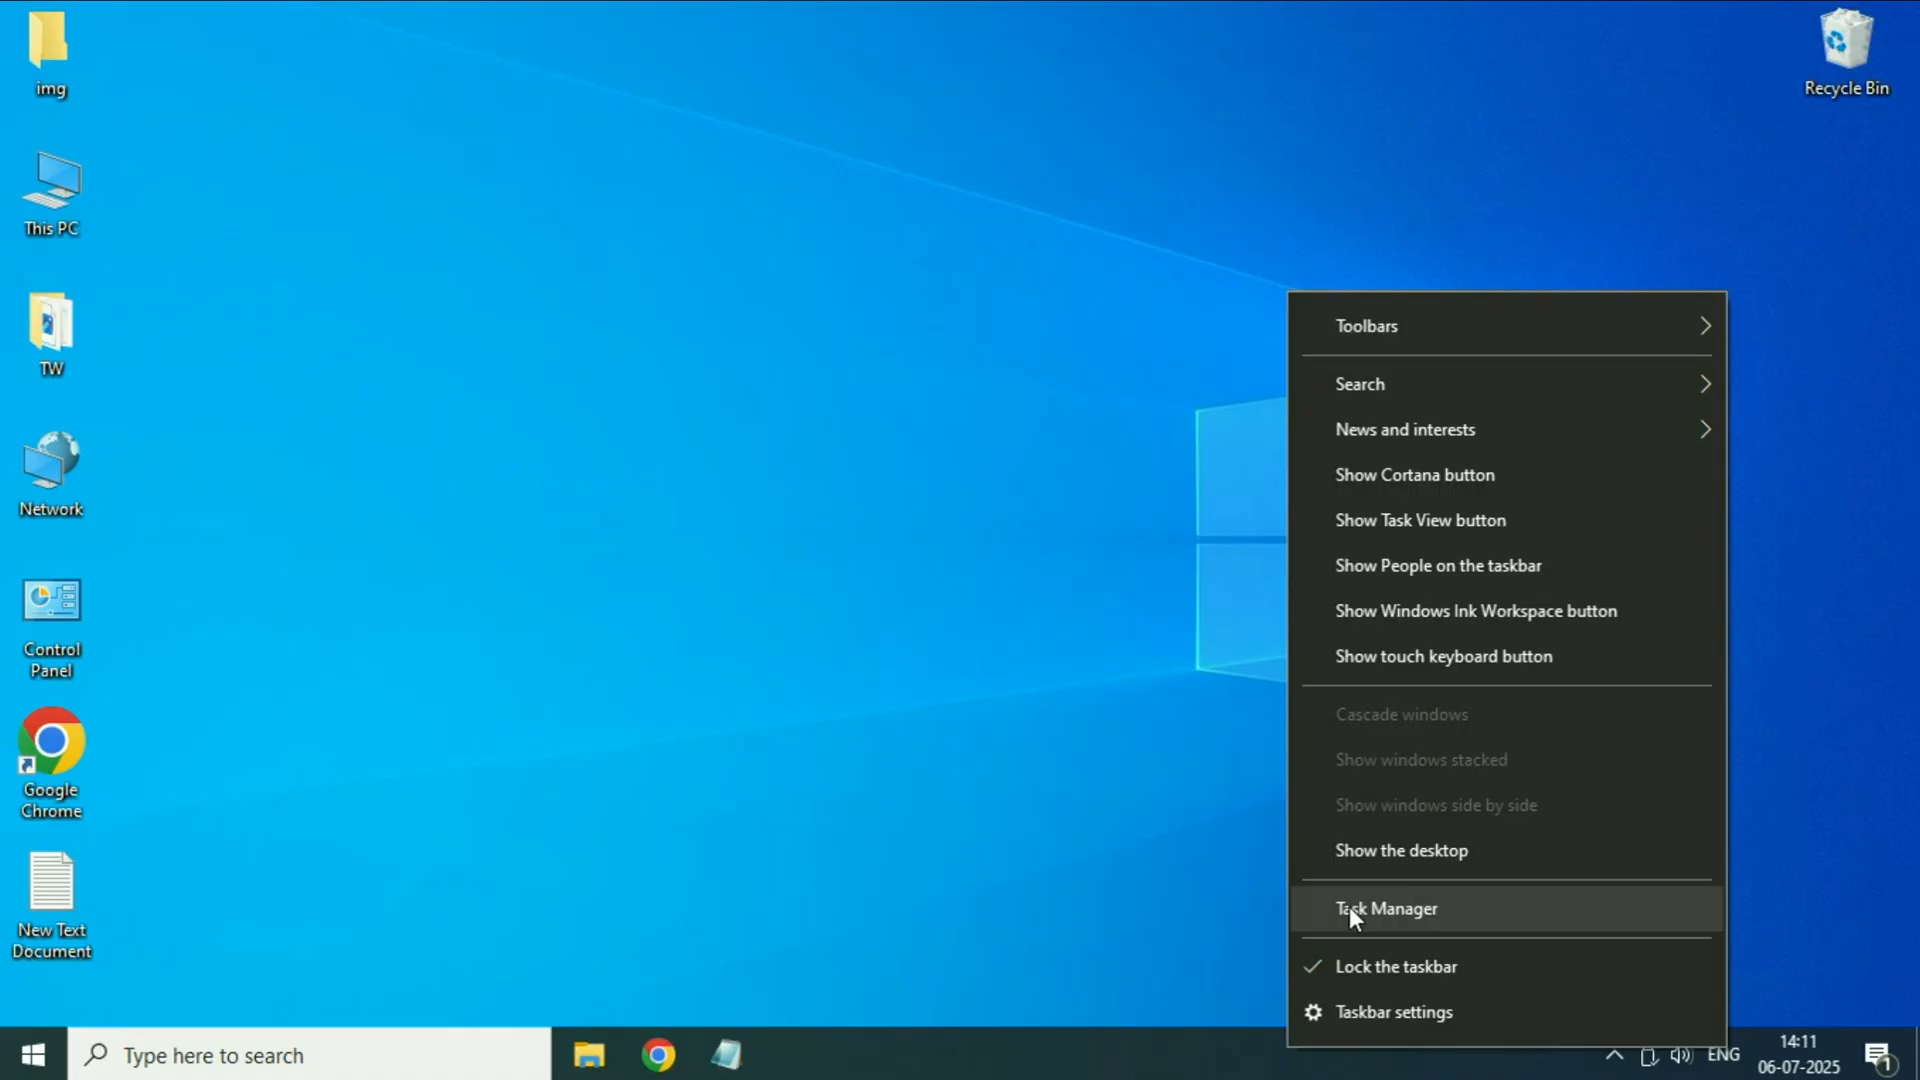 img
This PC
TW
Network
Control
Panel
Google
Chrome
New Text
Document
Recycle Bin
Toolbars
Search
News and interests
Show Cortana button
Show Task View button
Show People on the taskbar
Show Windows Ink Workspace button
Show touch keyboard button
Cascade windows
Show windows stacked
Show windows side by side
Show the desktop
Task Manager
Lock the taskbar
Taskbar settings
Type here to search
ENG
14:11
06-07-2025
1